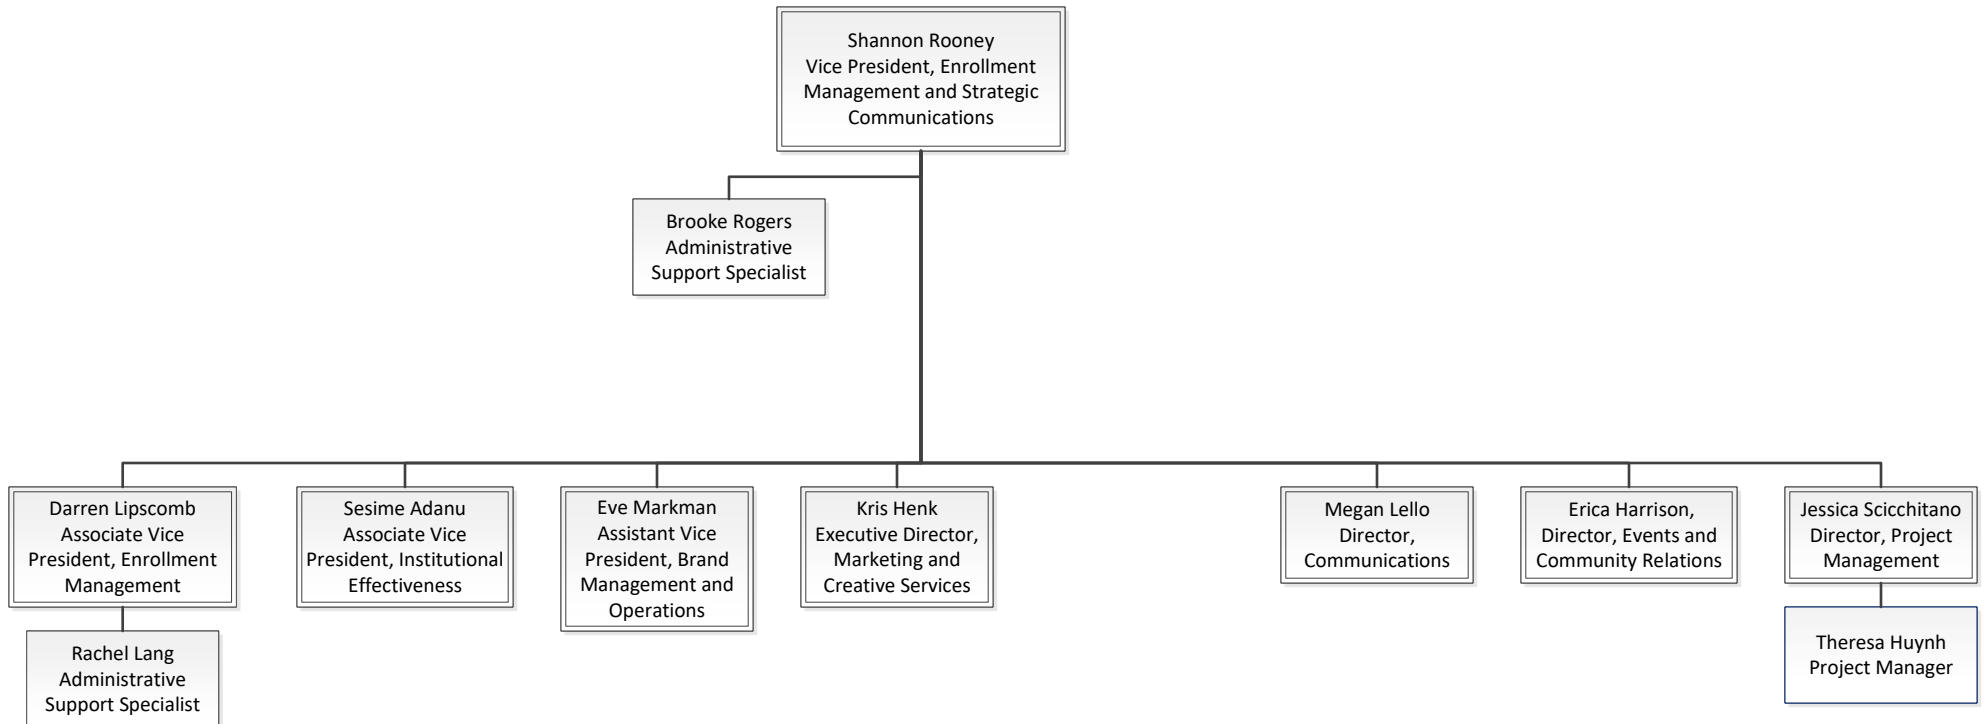 Shannon Rooney
Vice President, Enrollment
Management and Strategic
Communications
Brooke Rogers
Administrative
Support Specialist
Darren Lipscomb
Associate Vice
President, Enrollment
Management
Sesime Adanu
Associate Vice
President, Institutional
Effectiveness
Eve Markman
Assistant Vice
President, Brand
Management and
Operations
Kris Henk
Executive Director,
Marketing and
Creative Services
Megan Lello
Director,
Communications
Erica Harrison,
Director, Events and
Community Relations
Jessica Scicchitano
Director, Project
Management
Rachel Lang
Administrative
Support Specialist
Theresa Huynh
Project Manager